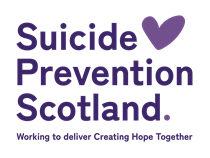 Suicide
Prevention
Scotland.
Working to deliver Creating Hope Together